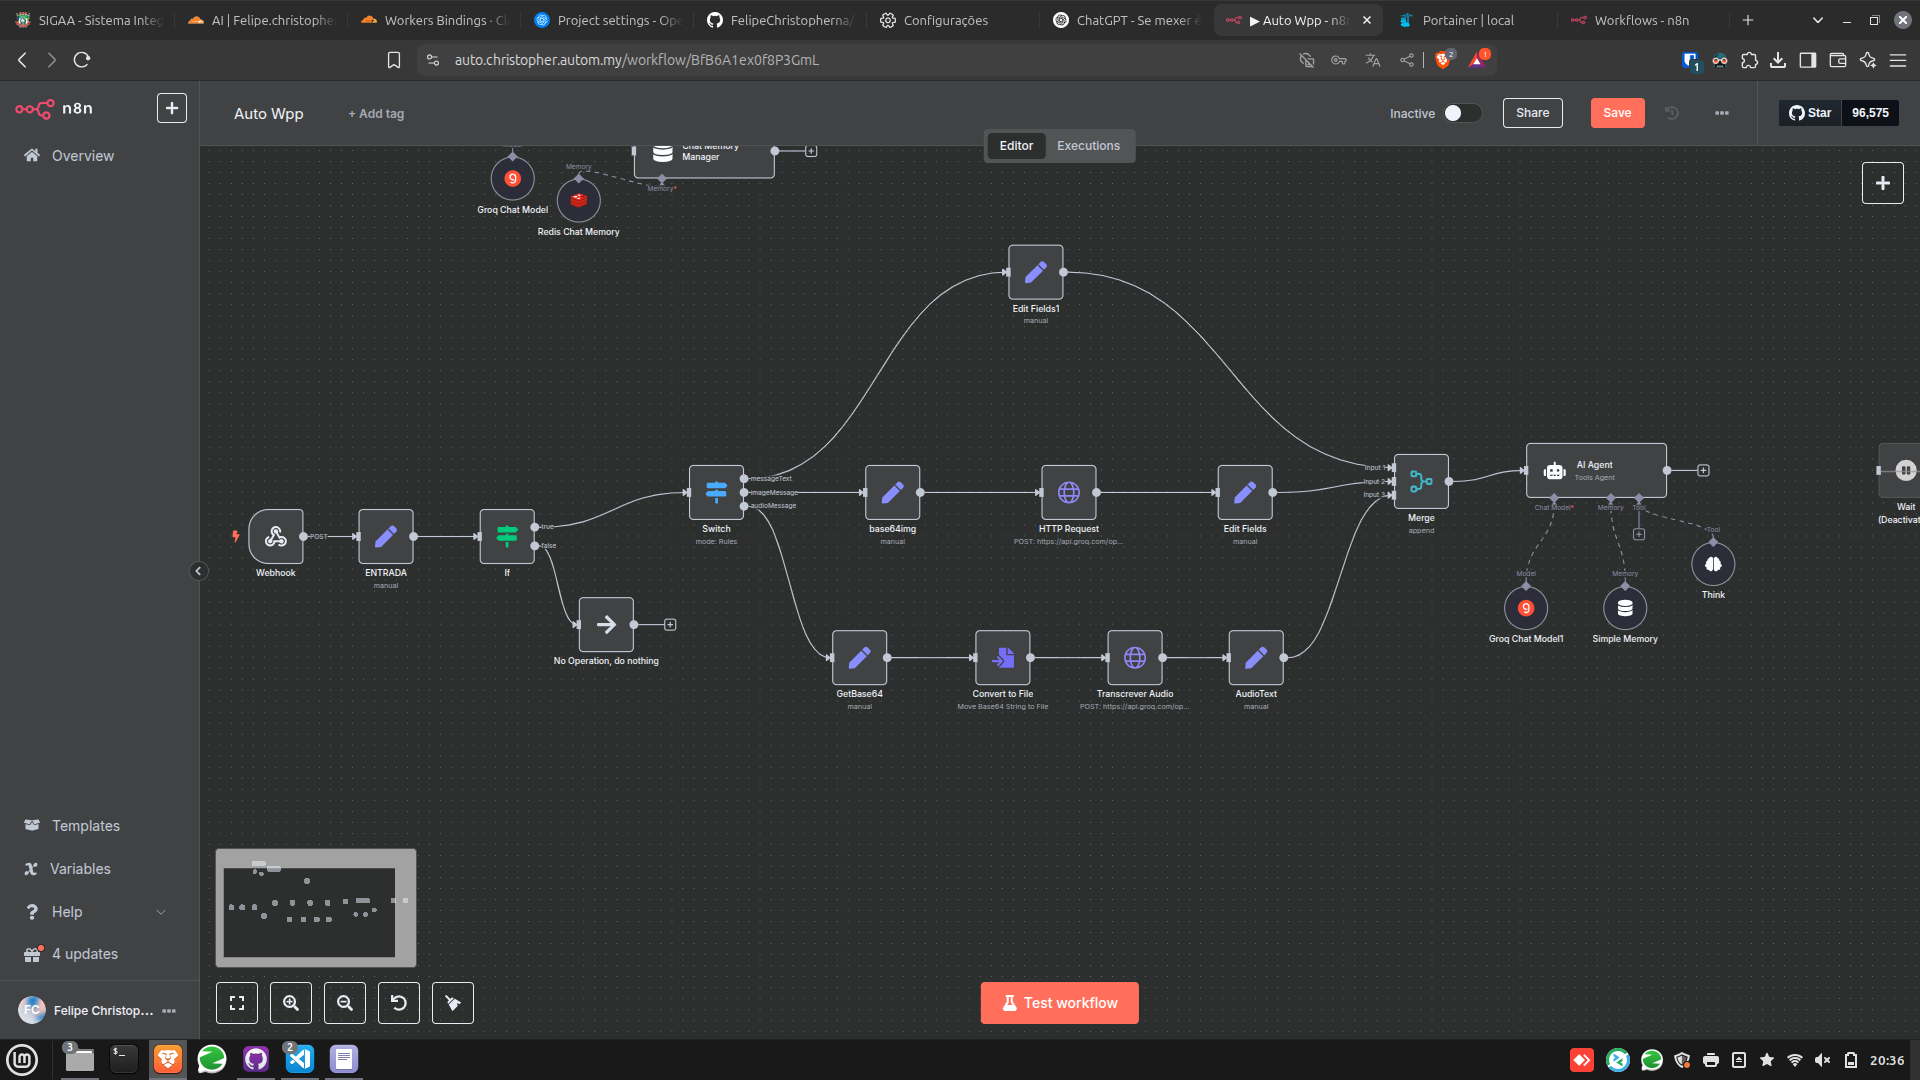 SIGAA - Sistema Integ
AI | Felipe.christophe
Workers Bindings · C
Project settings - Ope
FelipeChristopherna/
Configurações
ChatGPT - Se mexer é
▶ Auto Wpp - n8n
Portainer | local
Workflows - n8n
auto.christopher.autom.my/workflow/BfB6A1ex0f8P3GmL
2
1
1
n8n
Auto Wpp
+ Add tag
Inactive
Share
Save
Star
96,575
Editor
Executions
Overview
Chat Memory
Manager
Memory
Memory*
Groq Chat Model
Redis Chat Memory
Edit Fields1
manual
Webhook
POST
ENTRADA
manual
If
true
false
No Operation, do nothing
Switch
mode: Rules
messageText
imageMessage
audioMessage
base64img
manual
HTTP Request
POST: https://api.groq.com/op...
Edit Fields
manual
Input 1
Input 2
Input 3
Merge
append
AI Agent
Tools Agent
Chat Model*
Memory
Tool
Tool
Think
Model
Groq Chat Model1
Memory
Simple Memory
Wait
(Deactivat
GetBase64
manual
Convert to File
Move Base64 String to File
Transcrever Audio
POST: https://api.groq.com/op...
AudioText
manual
Templates
Variables
Help
4 updates
FC
Felipe Christop...
Test workflow
3
2
20:36